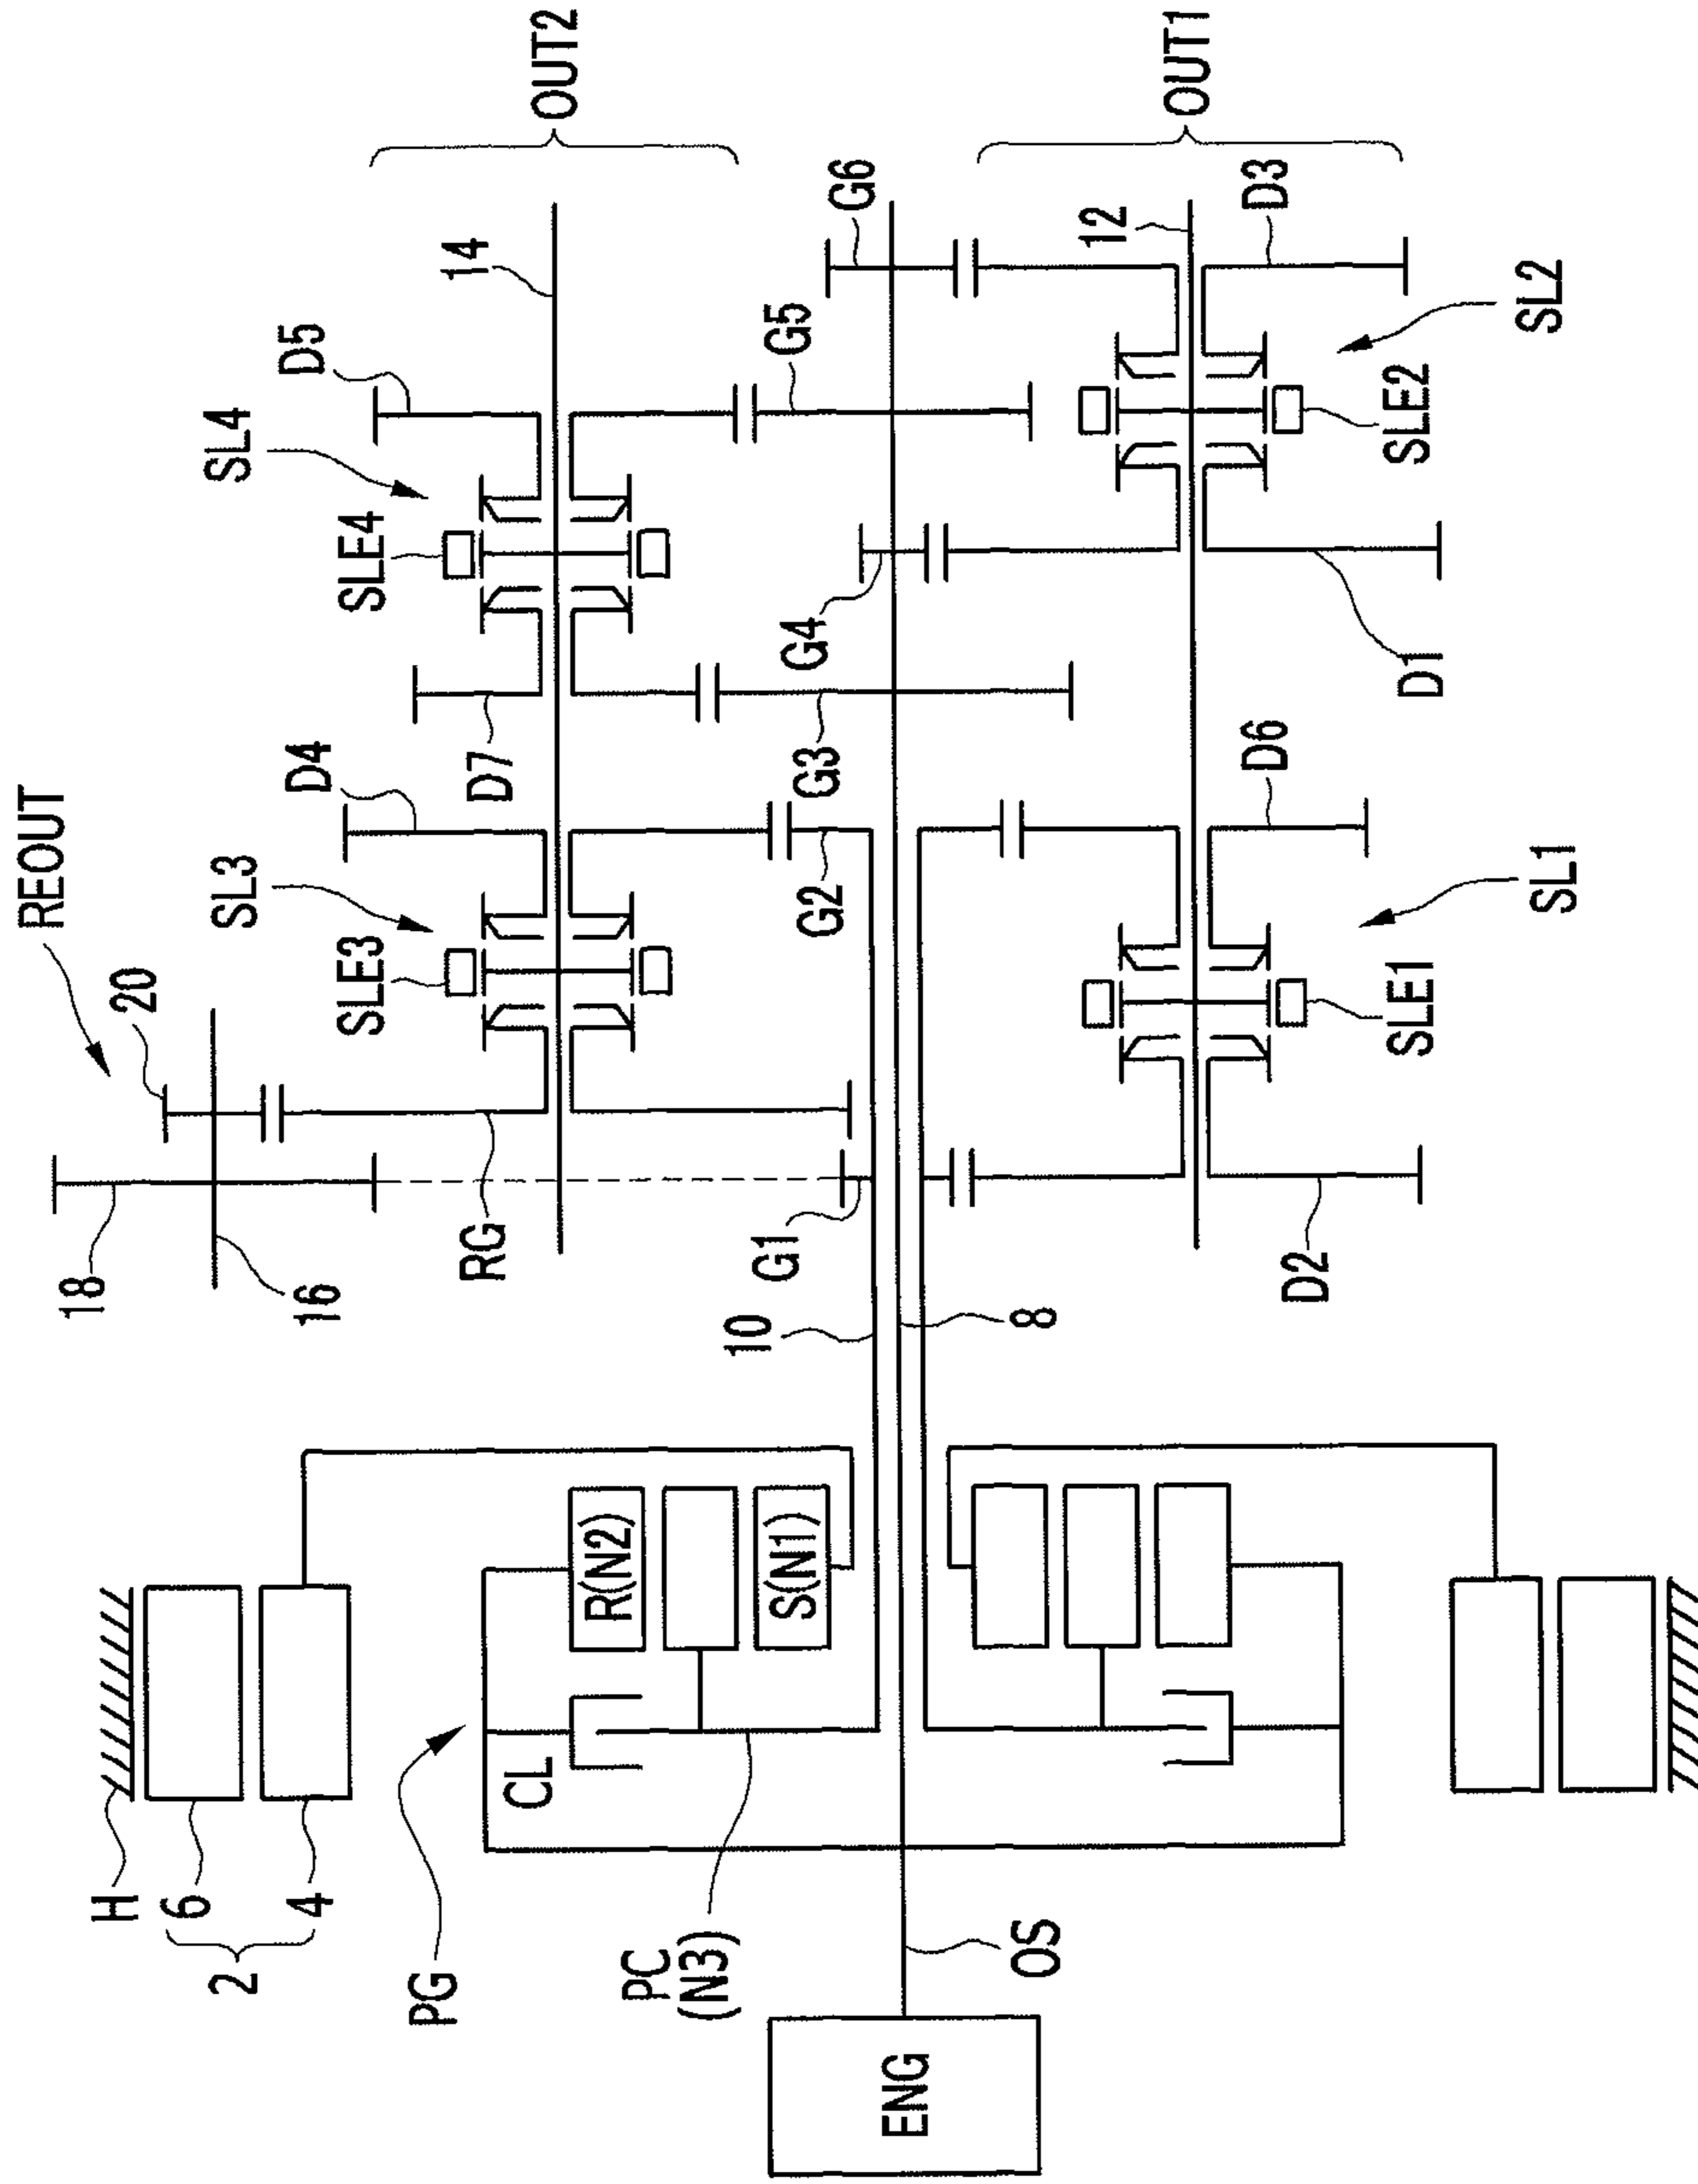 REOUT
OUT2
OUT1
18
16
20
RG
SL3
SLE3
D4
SL4
SLE4
D5
14
D7
G1
G2
G3
G4
G5
G6
10
8
12
D3
SL2
SLE2
D1
D6
SL1
SLE1
D2
H
6
4
2
PG
CL
R(N2)
S(N1)
PC
(N3)
OS
ENG